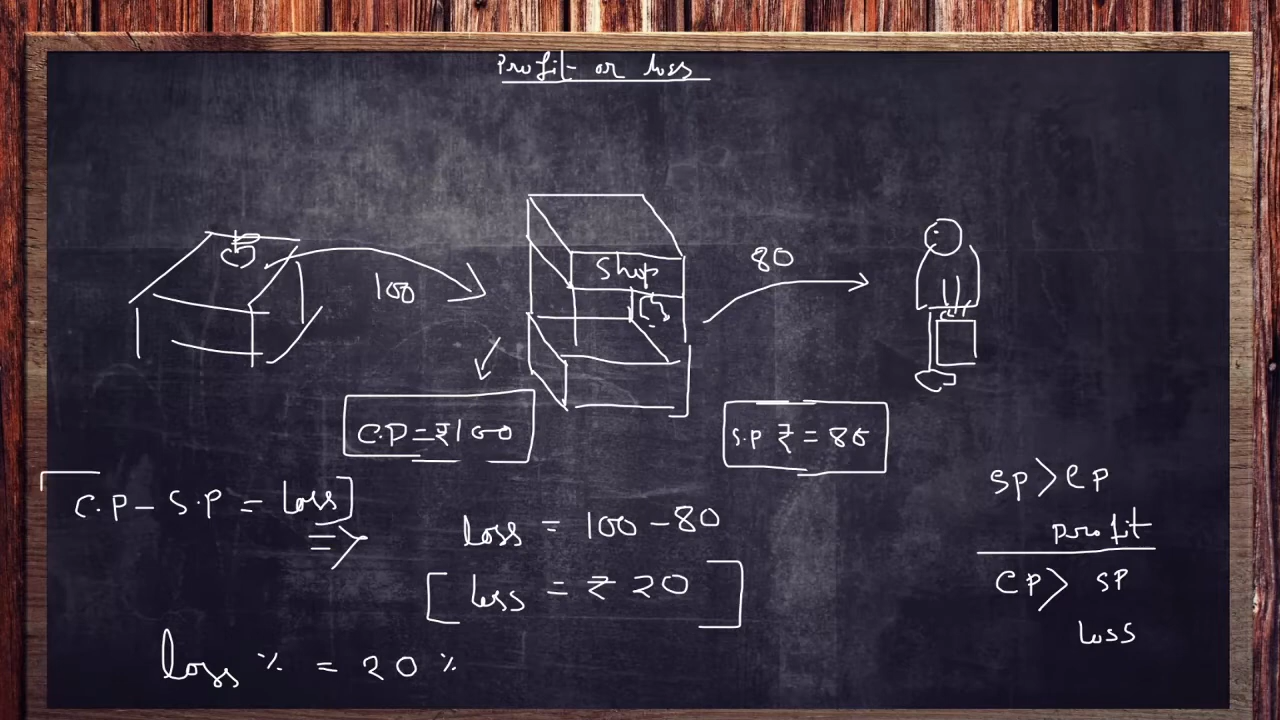 Profit or loss
Shop
100
80
C.P = ₹100
S.P ₹ = 80
C.P - S.P = loss]
=>
loss = 100 - 80
[loss = ₹ 20]
loss % = 20 %
SP > CP
profit
CP > SP
loss